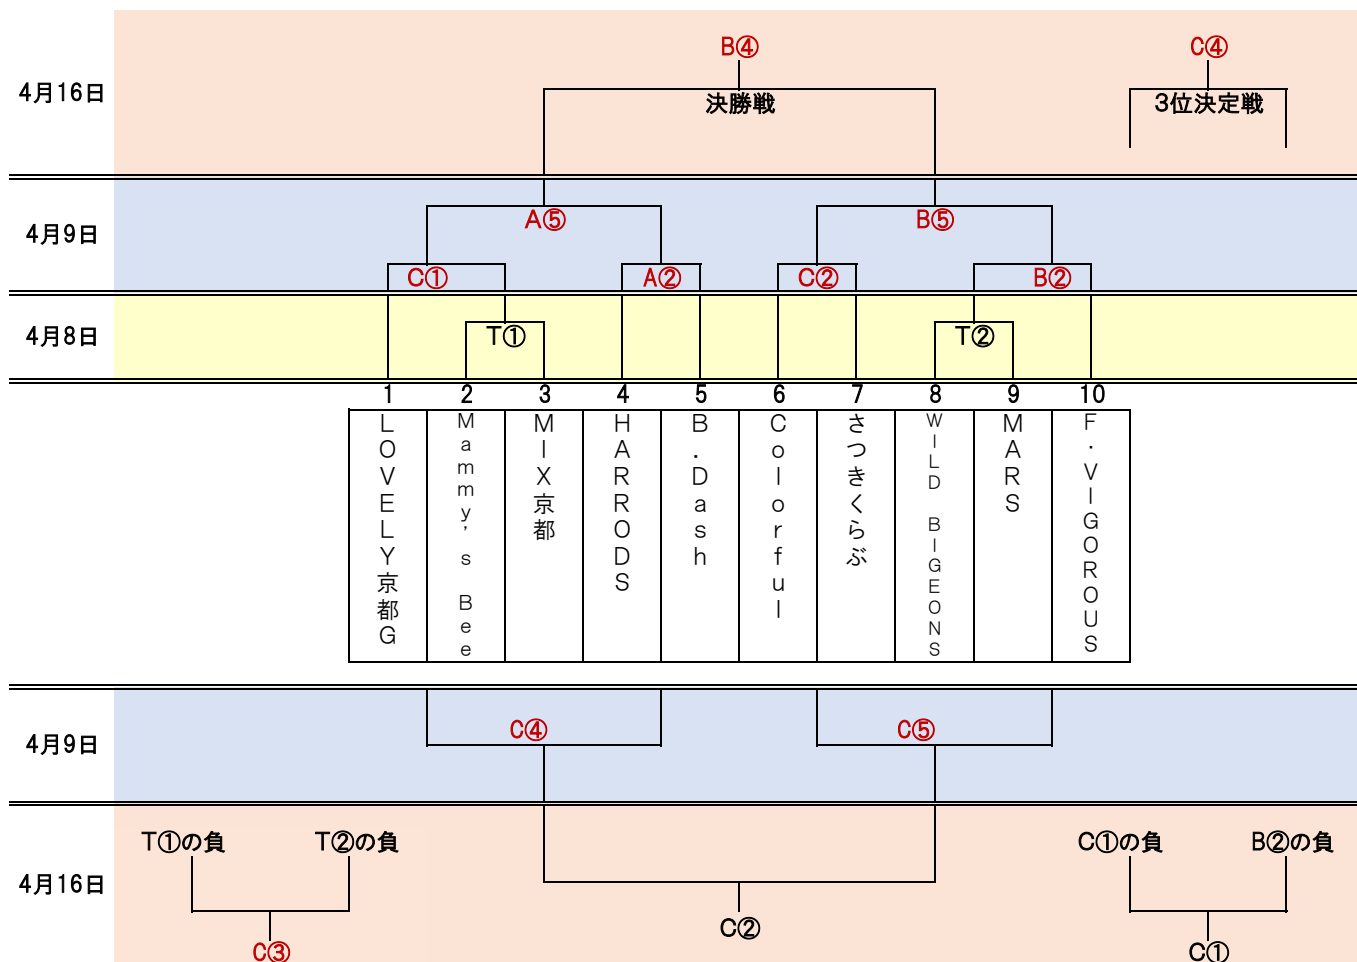 B④
C④
4月16日
決勝戦
3位決定戦
4月9日
A⑤
B⑤
C①
A②
C②
B②
4月8日
T①
T②
1 2 3 4 5 6 7 8 9 10
LOVELY京都G
Mammy's Bee
MIX京都
HARRODS
B.Dash
Colorful
さつきくらぶ
WILD BIGEONS
MARS
F・VIGOROUS
4月9日
C④
C⑤
T①の負
T②の負
C①の負
B②の負
4月16日
C②
C③
C①